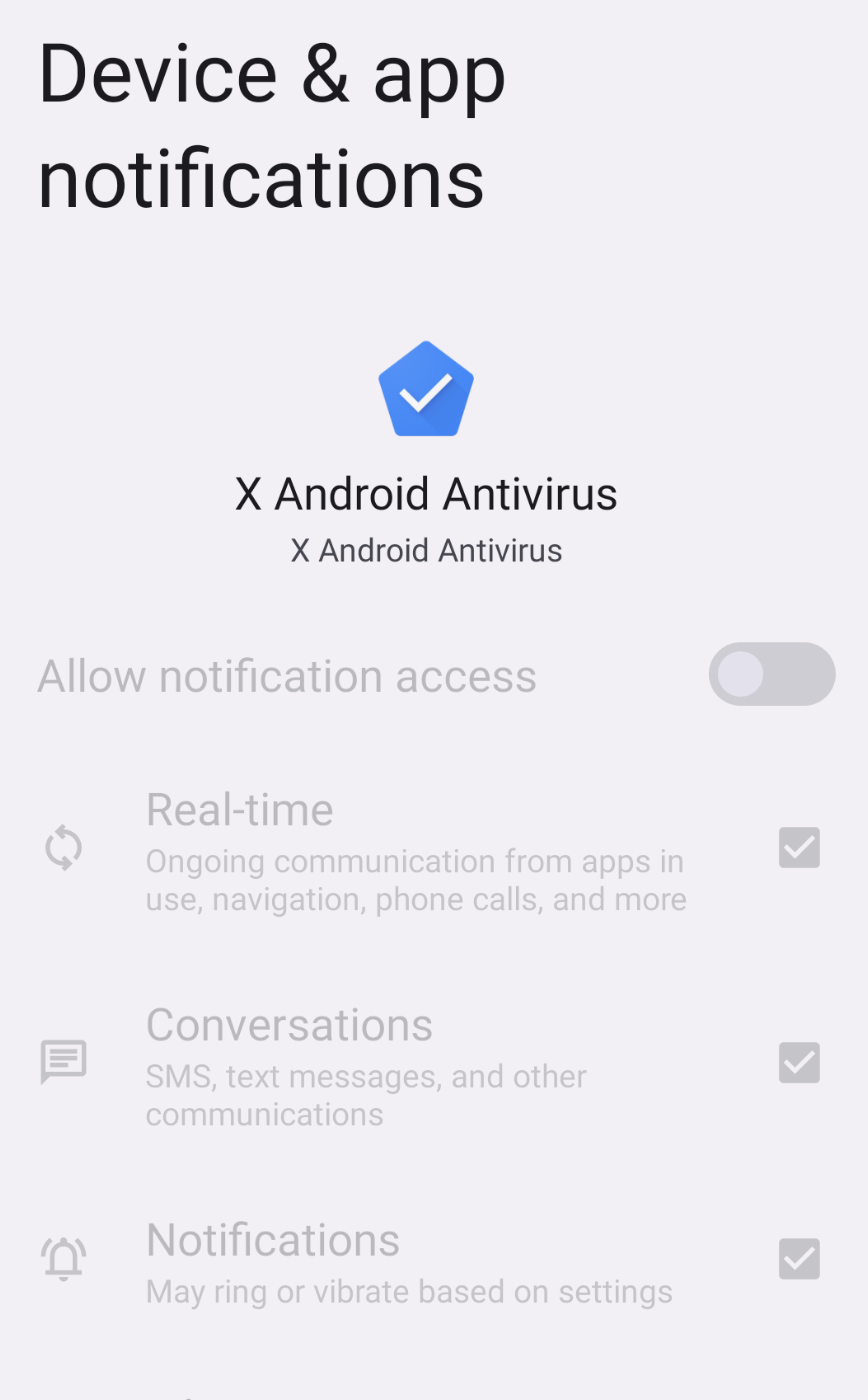 Device & app
notifications
X Android Antivirus
X Android Antivirus
Allow notification access
Real-time
Ongoing communication from apps in
use, navigation, phone calls, and more
Conversations
SMS, text messages, and other
communications
Notifications
May ring or vibrate based on settings